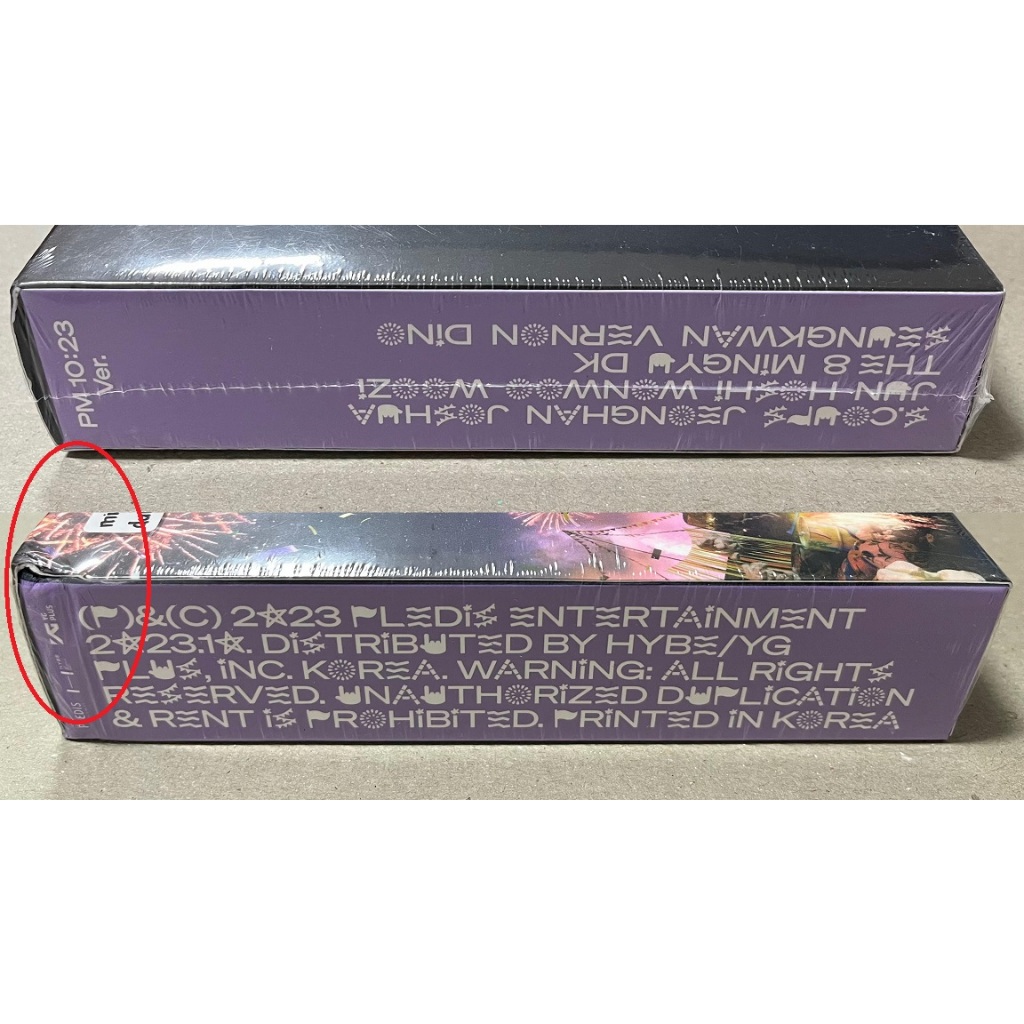 PM 10:23
Ver.
S.COUPS JEONGHAN JOSHUA
JUN HOSHI WONWOO WOOZI
THE 8 MINGYU DK
SEUNGKWAN VERNON DINO
YG PLUS
(P)&(C) 2023 PLEDIS ENTERTAINMENT
2023.10. DISTRIBUTED BY HYBE/YG
PLUS, INC. KOREA. WARNING: ALL RIGHTS
RESERVED. UNAUTHORIZED DUPLICATION
& RENT IS PROHIBITED. PRINTED IN KOREA